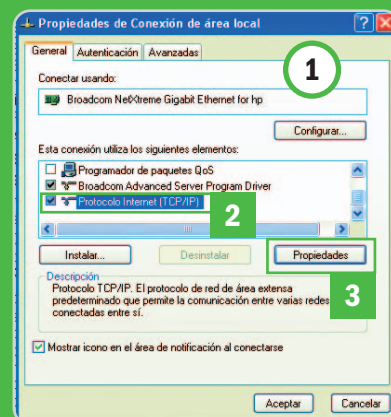 Propiedades de Conexión de área local
General Autenticación Avanzadas
1
Conectar usando:
Broadcom NetXtreme Gigabit Ethernet for hp
Configurar...
Esta conexión utiliza los siguientes elementos:
Programador de paquetes QoS
Broadcom Advanced Server Program Driver
Protocolo Internet (TCP/IP)
2
Instalar... Desinstalar Propiedades
3
Descripción
Protocolo TCP/IP. El protocolo de red de área extensa
predeterminado que permite la comunicación entre varias redes
conectadas entre sí.
Mostrar icono en el área de notificación al conectarse
Aceptar Cancelar